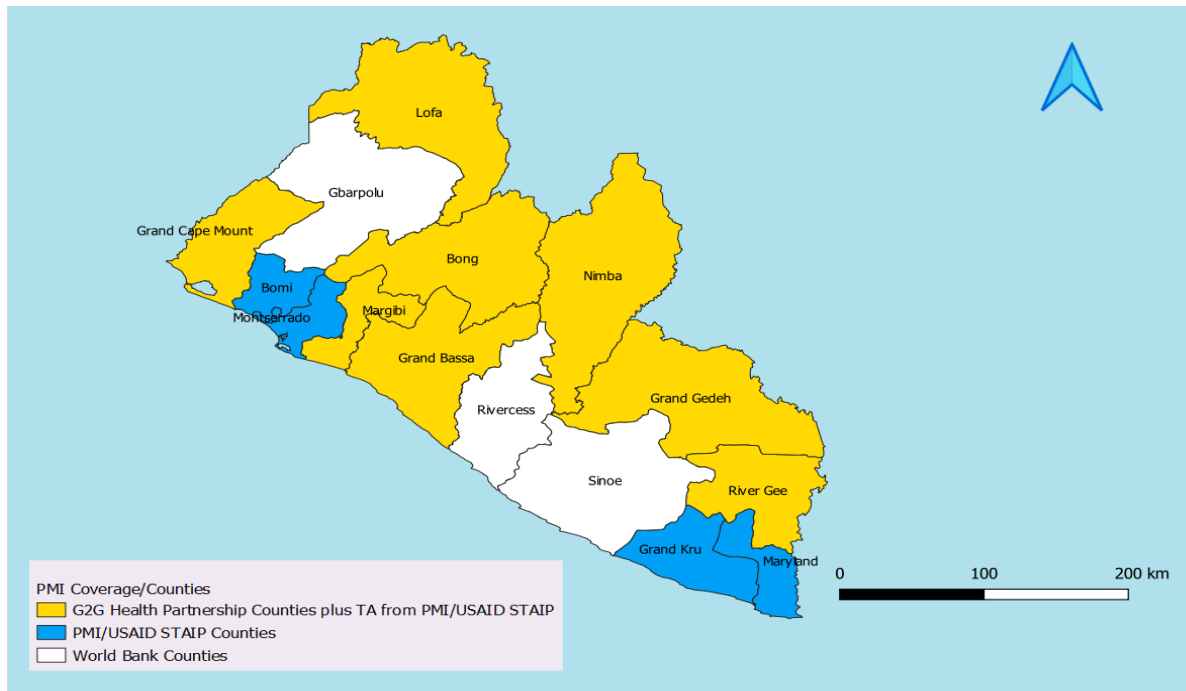 Lofa
Gbarpolu
Grand Cape Mount
Bong
Nimba
Bomi
Margibi
Montserrado
Grand Bassa
Grand Gedeh
Rivercess
Sinoe
River Gee
Grand Kru
Maryland
0 100 200 km
PMI Coverage/Counties
G2G Health Partnership Counties plus TA from PMI/USAID STAIP
PMI/USAID STAIP Counties
World Bank Counties